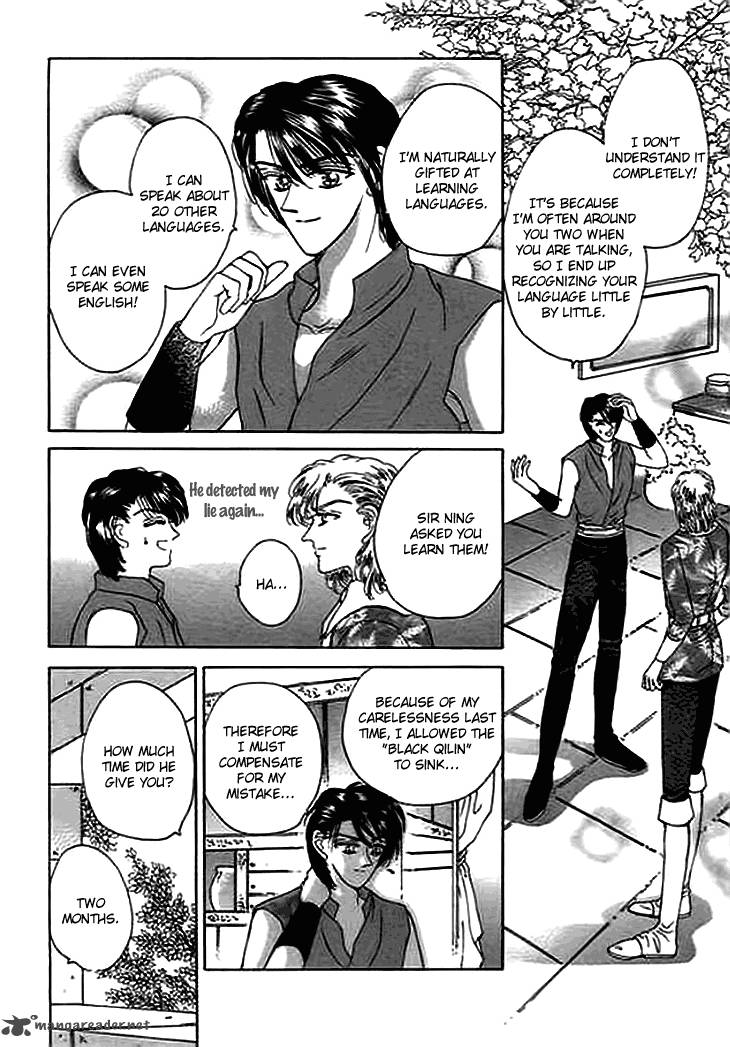 I DON'T
UNDERSTAND IT
COMPLETELY!
IT'S BECAUSE
I'M OFTEN AROUND
YOU TWO WHEN
YOU ARE TALKING,
SO I END UP
RECOGNIZING YOUR
LANGUAGE LITTLE
BY LITTLE.
I'M NATURALLY
GIFTED AT
LEARNING
LANGUAGES.
I CAN
SPEAK ABOUT
20 OTHER
LANGUAGES.
I CAN EVEN
SPEAK SOME
ENGLISH!
SIR NING
ASKED YOU
LEARN THEM!
HA...
He detected my
lie again...
BECAUSE OF MY
CARELESSNESS LAST
TIME, I ALLOWED THE
"BLACK QILIN"
TO SINK...
THEREFORE
I MUST
COMPENSATE
FOR MY
MISTAKE...
HOW MUCH
TIME DID HE
GIVE YOU?
TWO
MONTHS.
mangareader.net